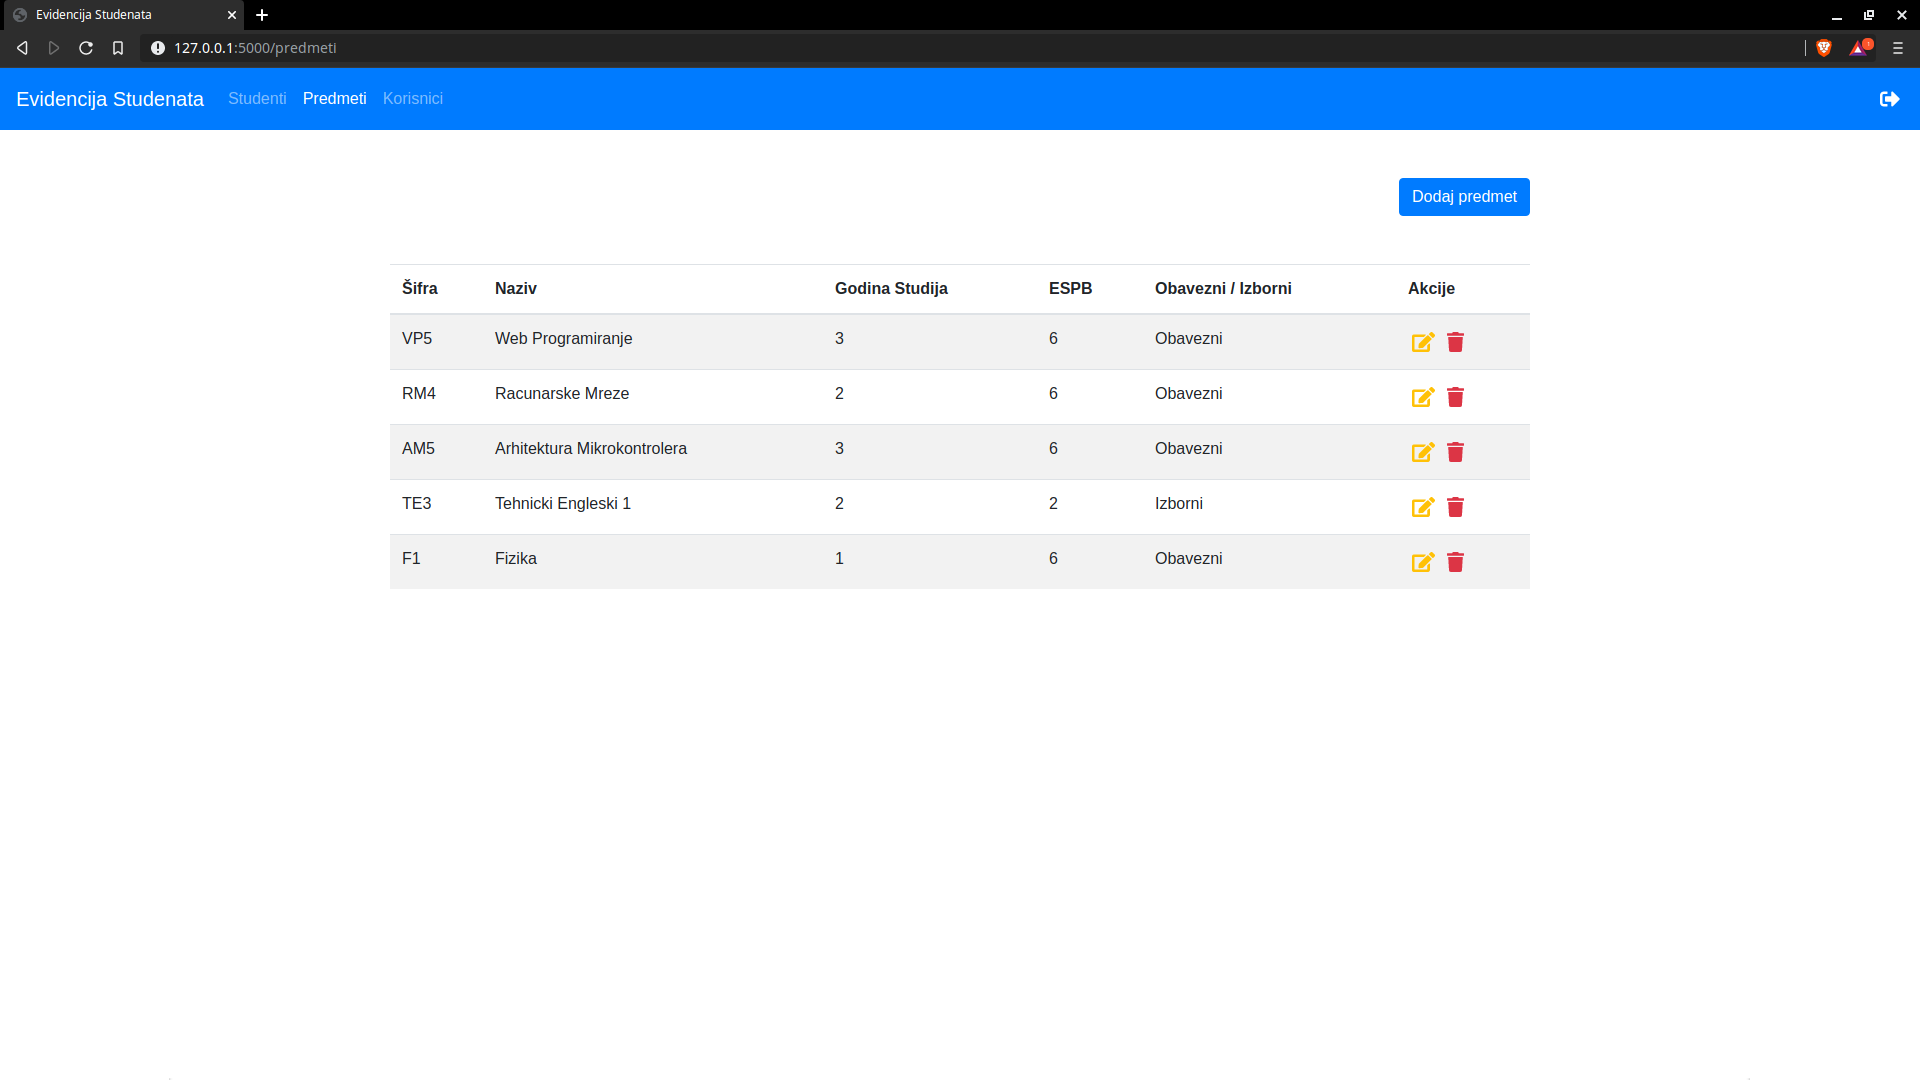 Evidencija Studenata
127.0.0.1:5000/predmeti
Evidencija Studenata Studenti Predmeti Korisnici
Dodaj predmet
Šifra Naziv Godina Studija ESPB Obavezni / Izborni Akcije
VP5 Web Programiranje 3 6 Obavezni
RM4 Racunarske Mreze 2 6 Obavezni
AM5 Arhitektura Mikrokontrolera 3 6 Obavezni
TE3 Tehnicki Engleski 1 2 2 Izborni
F1 Fizika 1 6 Obavezni